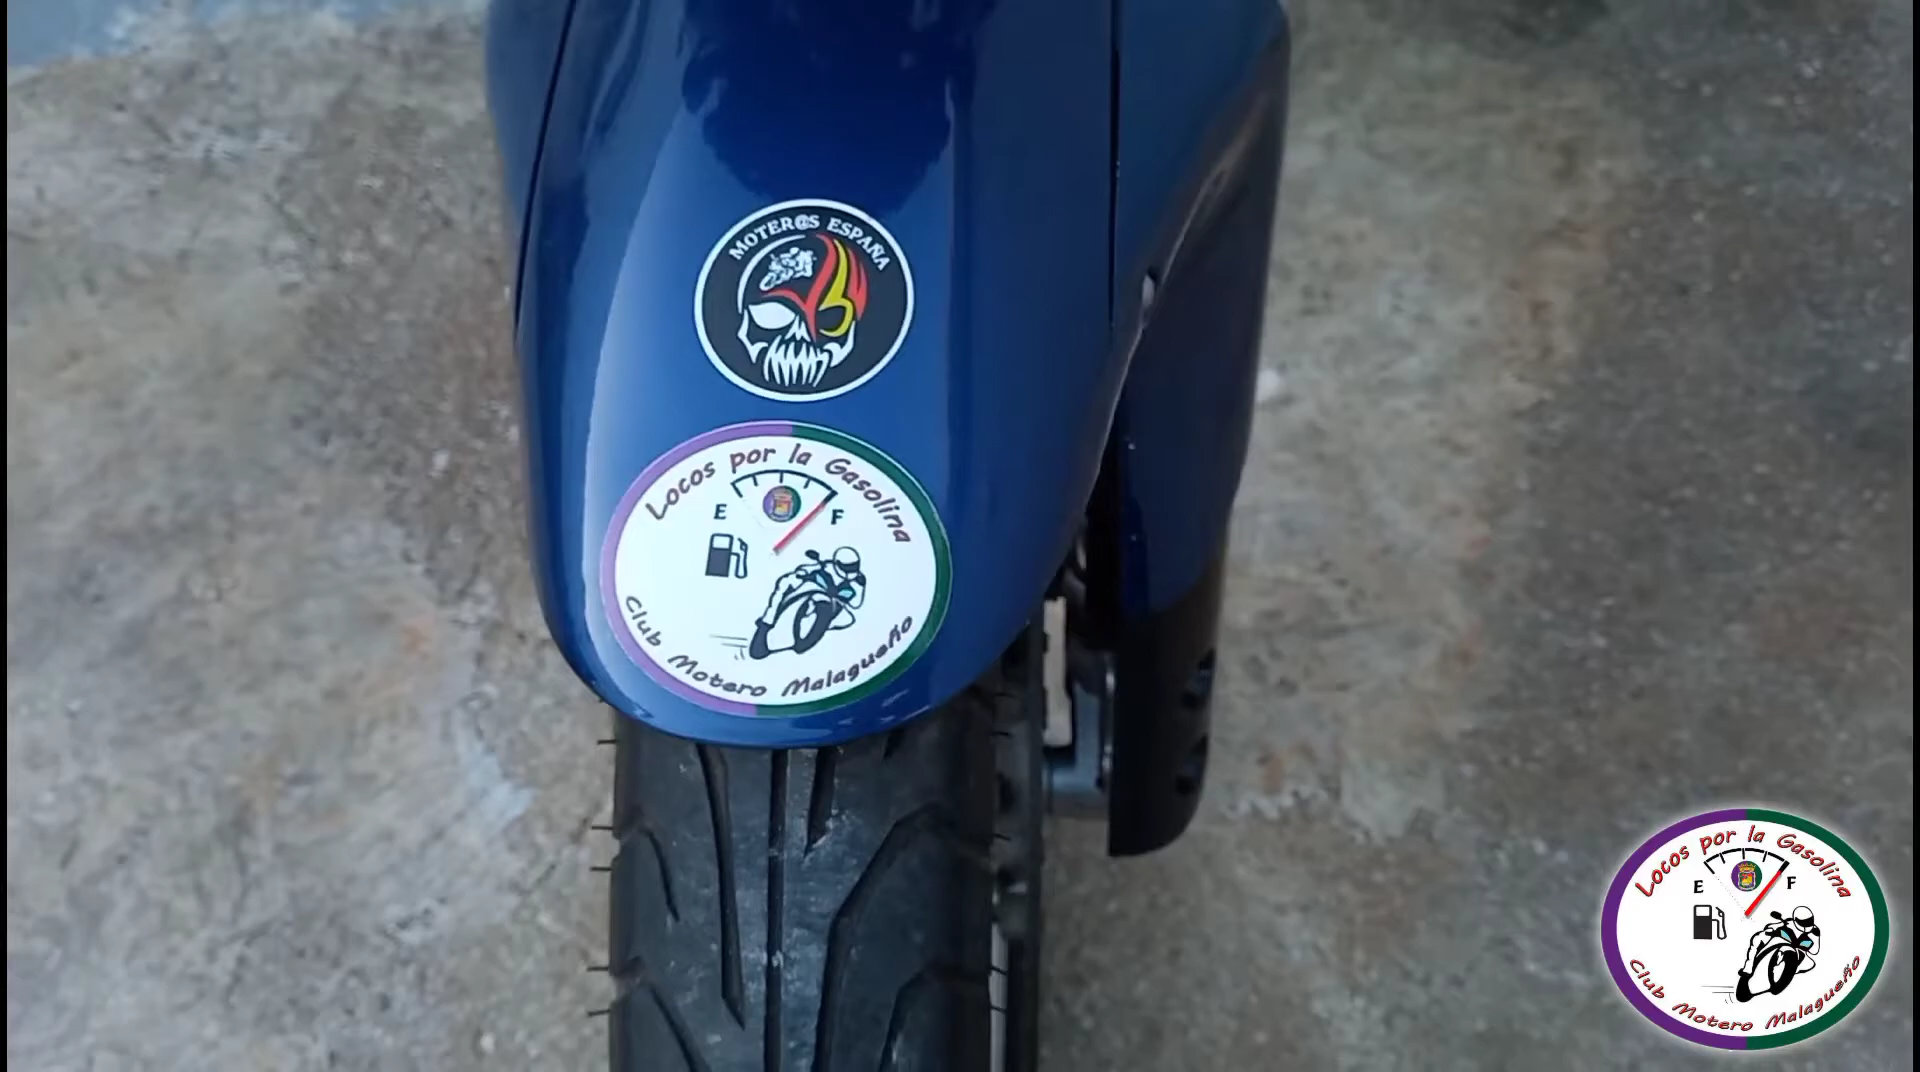 MOTER@S ESPAÑA
Locos por la Gasolina
E F
Club Motero Malagueño
Locos por la Gasolina
E F
Club Motero Malagueño